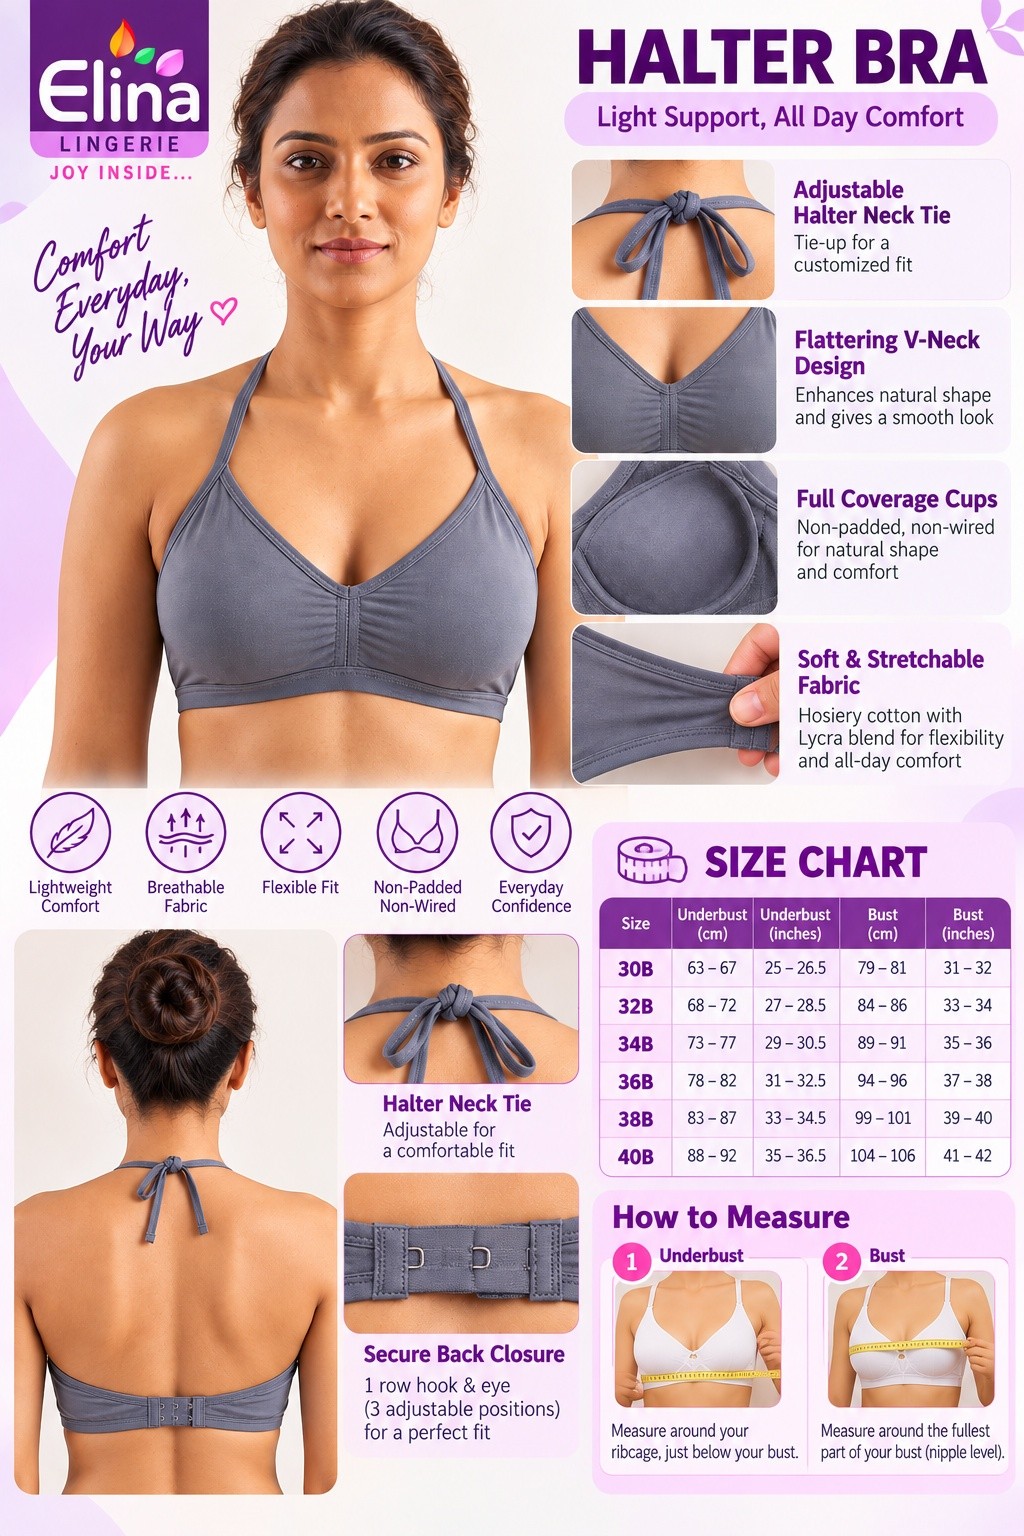 Elina
LINGERIE
JOY INSIDE...
Comfort
Everyday,
Your Way
HALTER BRA
Light Support, All Day Comfort
Adjustable
Halter Neck Tie
Tie-up for a
customized fit
Flattering V-Neck
Design
Enhances natural shape
and gives a smooth look
Full Coverage Cups
Non-padded, non-wired
for natural shape
and comfort
Soft & Stretchable
Fabric
Hosiery cotton with
Lycra blend for flexibility
and all-day comfort
Lightweight
Comfort
Breathable
Fabric
Flexible Fit
Non-Padded
Non-Wired
Everyday
Confidence
Halter Neck Tie
Adjustable for
a comfortable fit
Secure Back Closure
1 row hook & eye
(3 adjustable positions)
for a perfect fit
SIZE CHART
Size Underbust (cm) Underbust (inches) Bust (cm) Bust (inches)
30B 63 – 67 25 – 26.5 79 – 81 31 – 32
32B 68 – 72 27 – 28.5 84 – 86 33 – 34
34B 73 – 77 29 – 30.5 89 – 91 35 – 36
36B 78 – 82 31 – 32.5 94 – 96 37 – 38
38B 83 – 87 33 – 34.5 99 – 101 39 – 40
40B 88 – 92 35 – 36.5 104 – 106 41 – 42
How to Measure
1 Underbust
Measure around your
ribcage, just below your bust.
2 Bust
Measure around the fullest
part of your bust (nipple level).